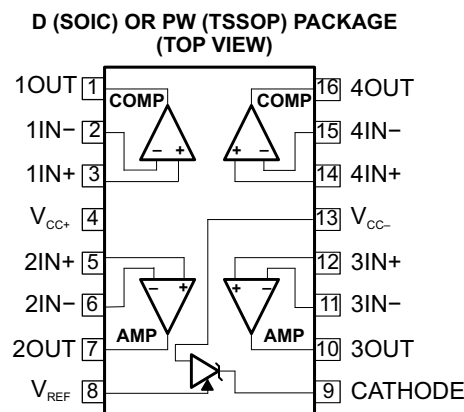 D (SOIC) OR PW (TSSOP) PACKAGE
(TOP VIEW)
1OUT 1 COMP COMP 16 4OUT
1IN− 2 15 4IN−
− + + −
1IN+ 3 14 4IN+
VCC+ 4 13 VCC−
2IN+ 5 12 3IN+
− + + −
2IN− 6 11 3IN−
2OUT 7 AMP AMP 10 3OUT
VREF 8 9 CATHODE